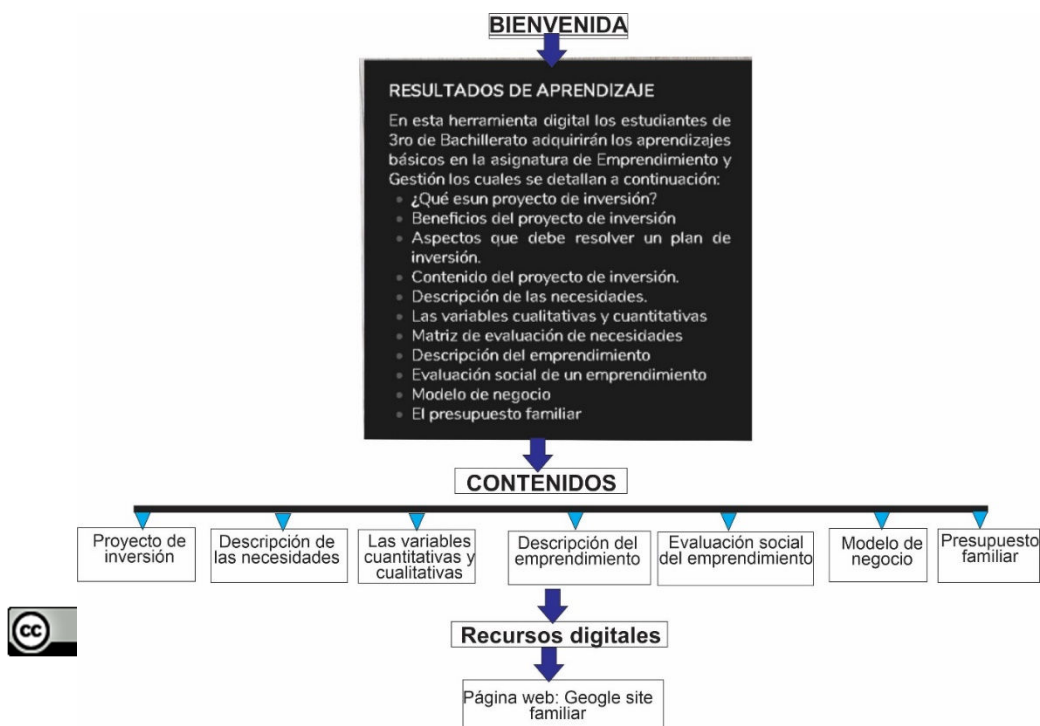 BIENVENIDA
RESULTADOS DE APRENDIZAJE
En esta herramienta digital los estudiantes de
3ro de Bachillerato adquirirán los aprendizajes
básicos en la asignatura de Emprendimiento y
Gestión los cuales se detallan a continuación:
¿Qué esun proyecto de inversión?
Beneficios del proyecto de inversión
Aspectos que debe resolver un plan de
inversión.
Contenido del proyecto de inversión.
Descripción de las necesidades.
Las variables cualitativas y cuantitativas
Matriz de evaluación de necesidades
Descripción del emprendimiento
Evaluación social de un emprendimiento
Modelo de negocio
El presupuesto familiar
CONTENIDOS
Proyecto de
inversión
Descripción de
las necesidades
Las variables
cuantitativas y
cualitativas
Descripción del
emprendimiento
Evaluación social
del emprendimiento
Modelo de
negocio
Presupuesto
familiar
cc
Recursos digitales
Página web: Geogle site
familiar